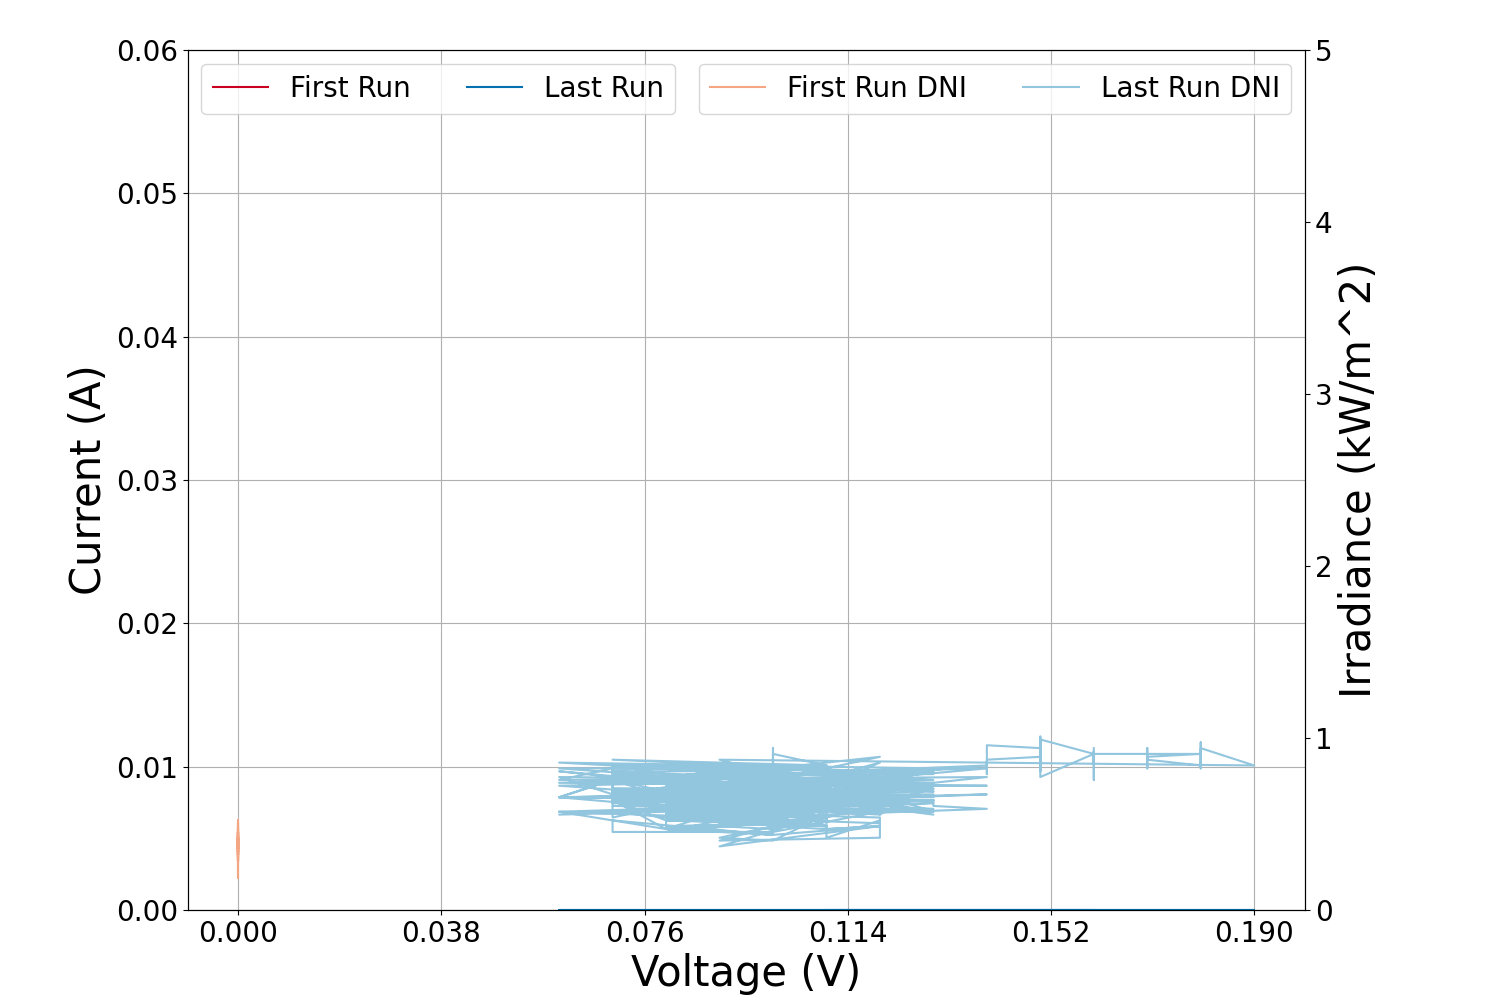 First Run
Last Run
First Run DNI
Last Run DNI
0.06
0.05
0.04
0.03
0.02
0.01
0.00
Current (A)
5
4
3
2
1
0
Irradiance (kW/m^2)
0.000 0.038 0.076 0.114 0.152 0.190
Voltage (V)